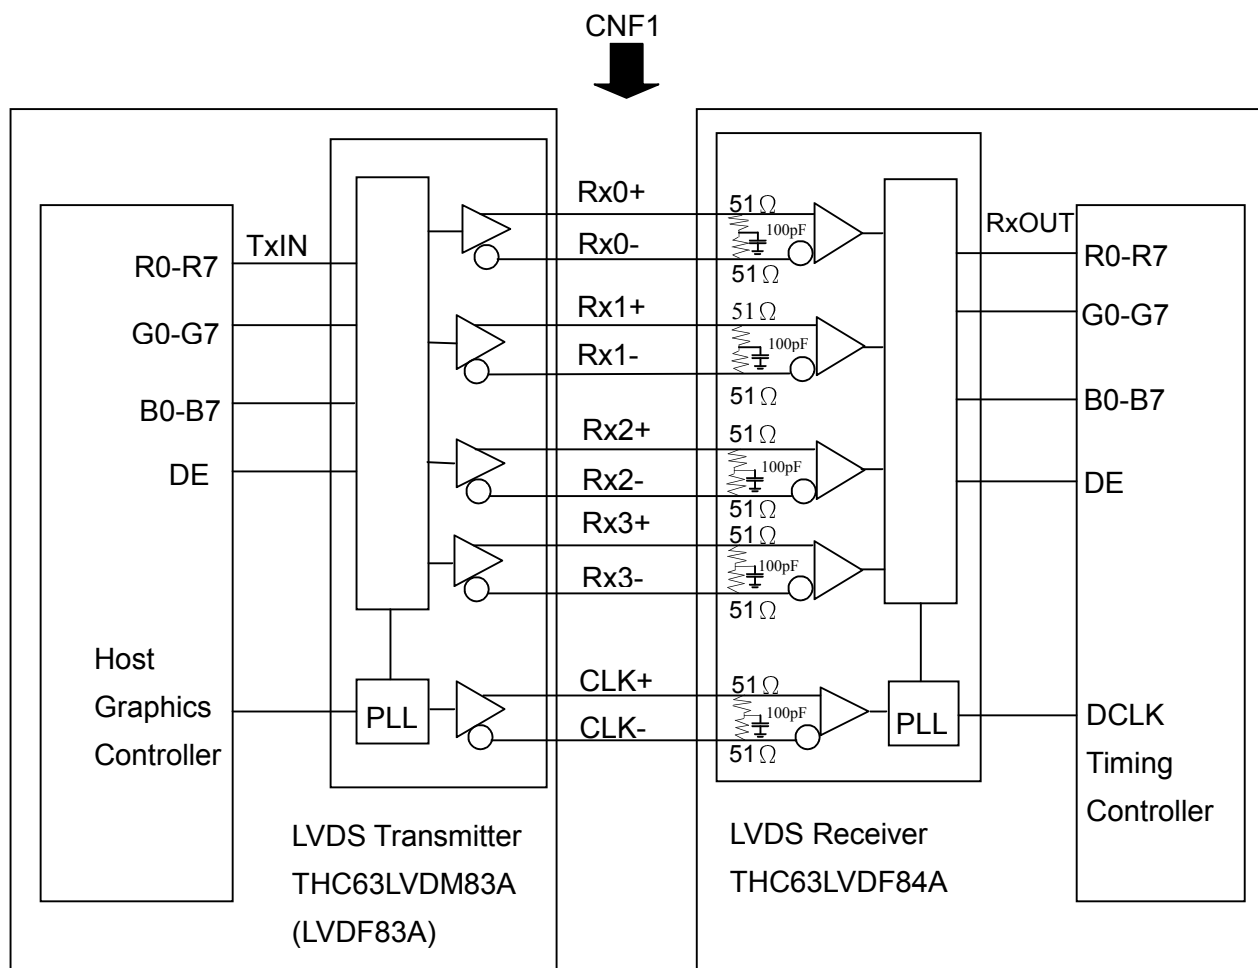 CNF1
TxIN
R0-R7
G0-G7
B0-B7
DE
Host
Graphics
Controller
PLL
LVDS Transmitter
THC63LVDM83A
(LVDF83A)
Rx0+
Rx0-
Rx1+
Rx1-
Rx2+
Rx2-
Rx3+
Rx3-
CLK+
CLK-
51Ω
100pF
51Ω
51Ω
100pF
51Ω
51Ω
100pF
51Ω
51Ω
100pF
51Ω
51Ω
100pF
51Ω
PLL
LVDS Receiver
THC63LVDF84A
RxOUT
R0-R7
G0-G7
B0-B7
DE
DCLK
Timing
Controller